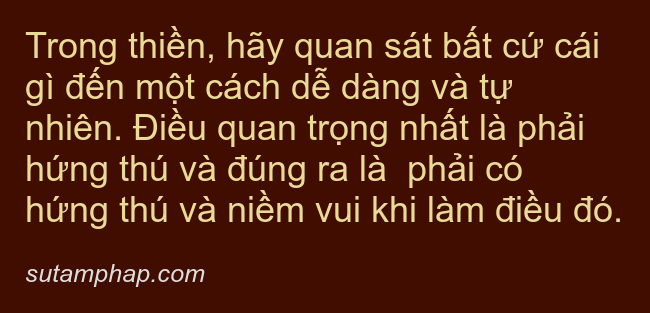 Trong thiền, hãy quan sát bất cứ cái
gì đến một cách dễ dàng và tự
nhiên. Điều quan trọng nhất là phải
hứng thú và đúng ra là  phải có
hứng thú và niềm vui khi làm điều đó.
sutamphap.com